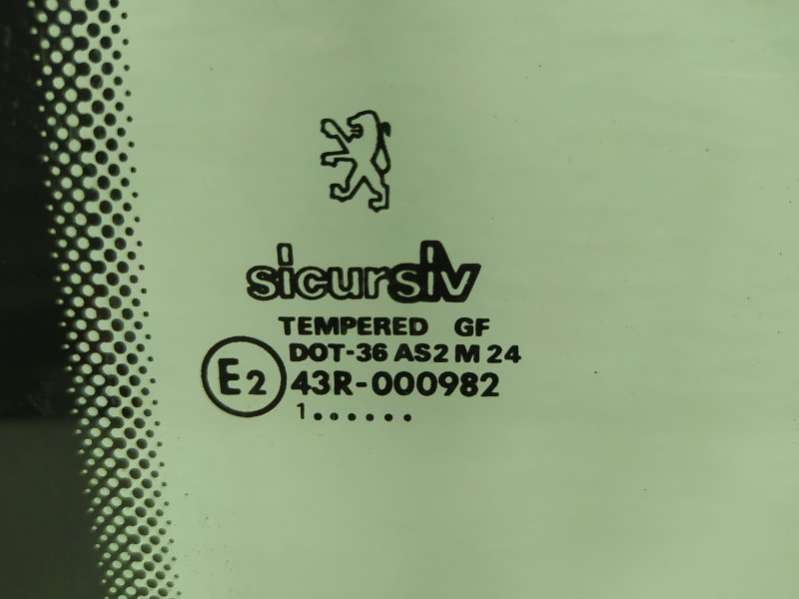 sicursiv
TEMPERED GF
DOT-36 AS2 M 24
E2 43R-000982
1......